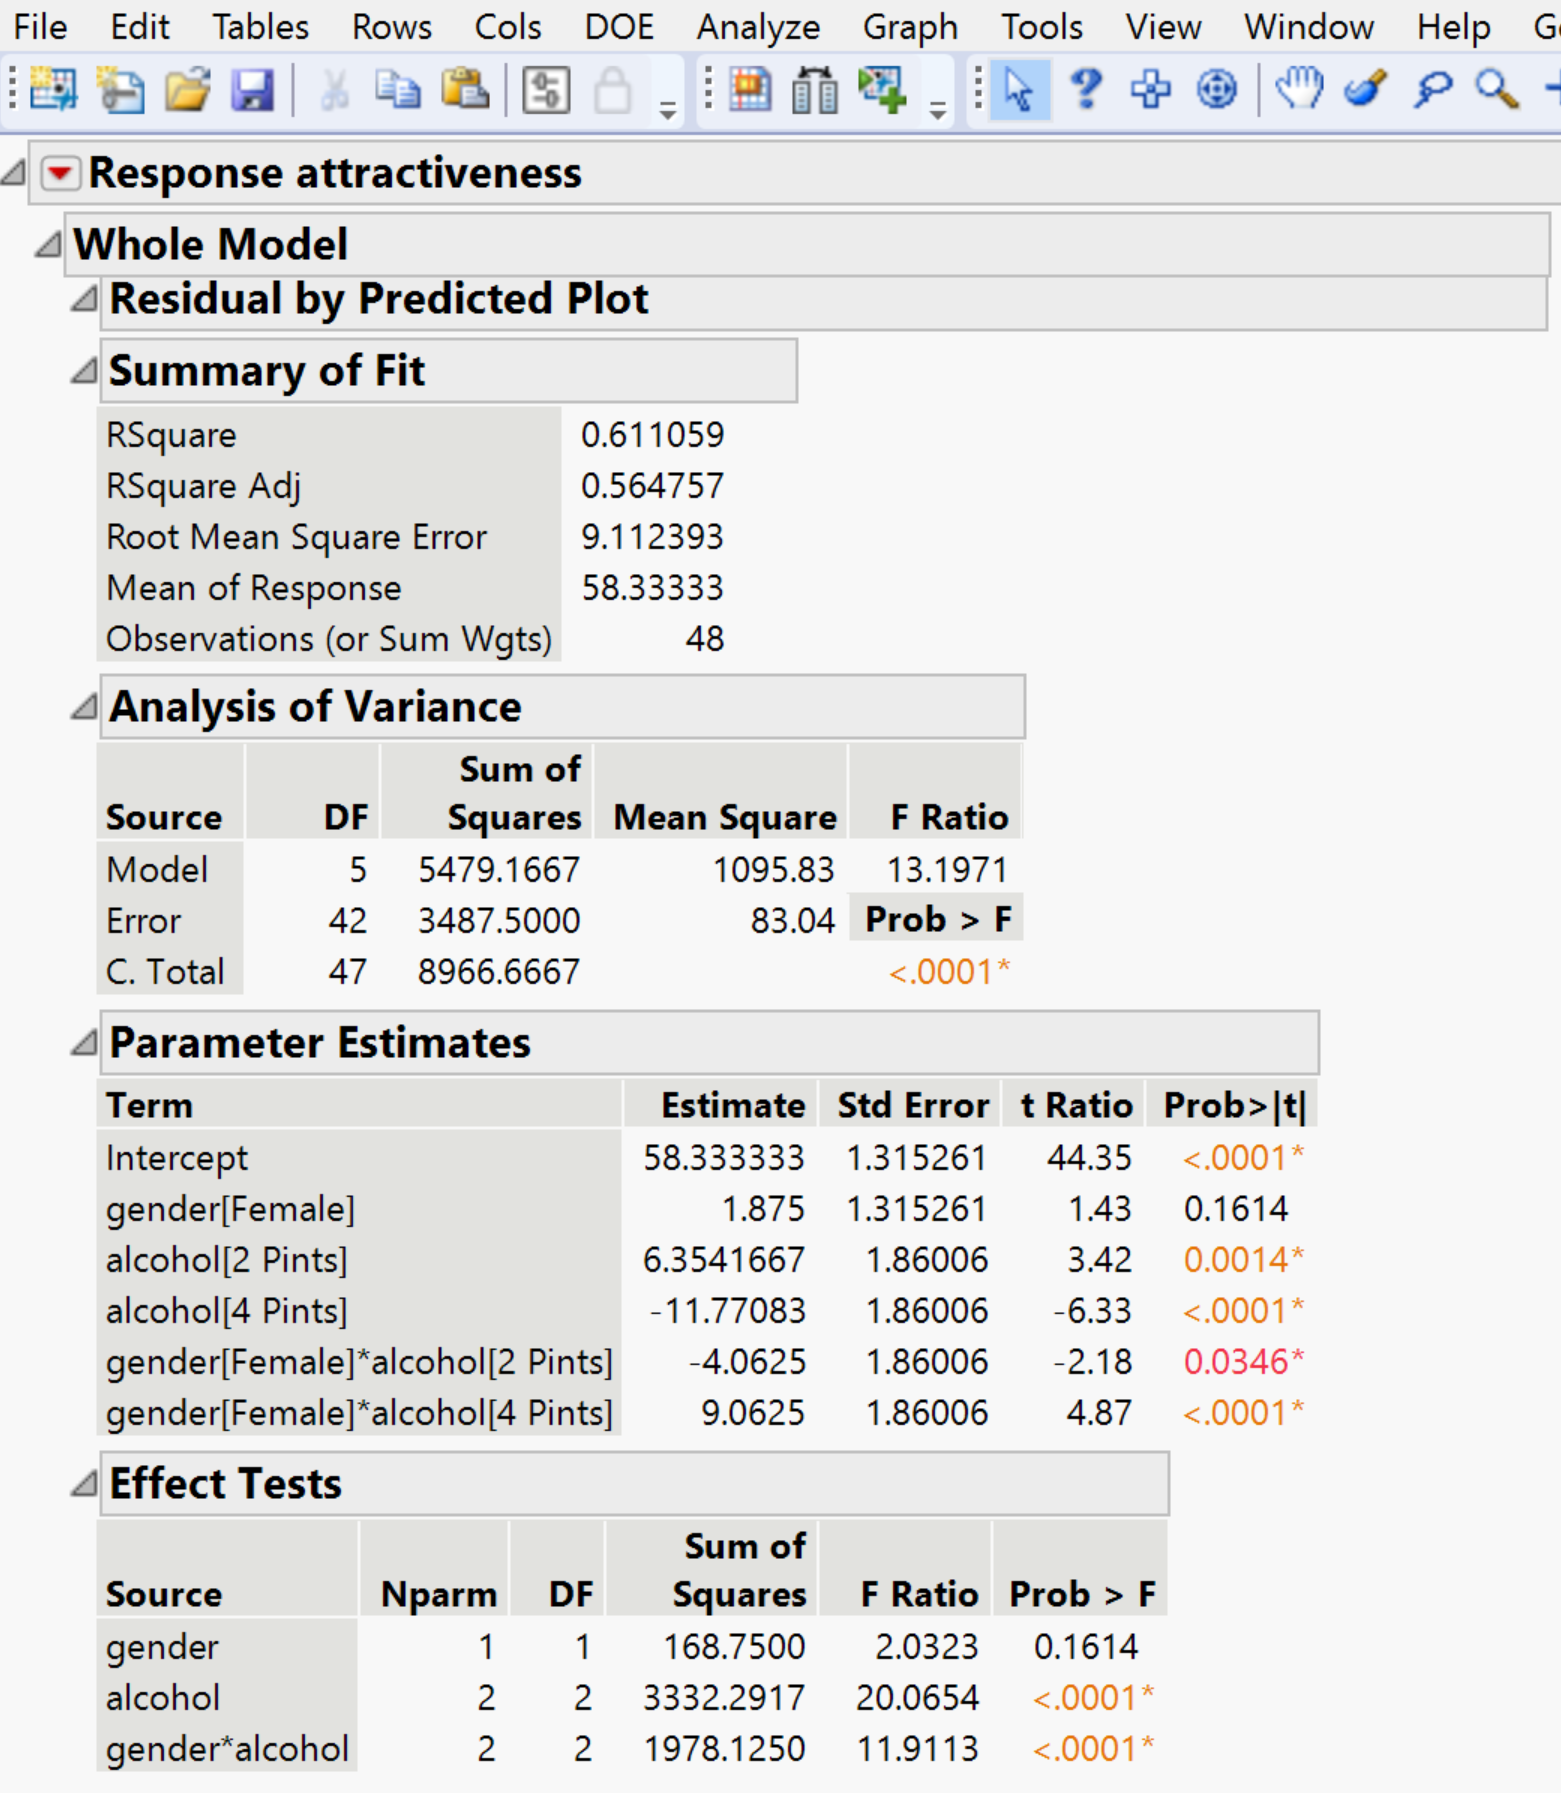 File Edit Tables Rows Cols DOE Analyze Graph Tools View Window Help
Response attractiveness
Whole Model
Residual by Predicted Plot
Summary of Fit
RSquare 0.611059
RSquare Adj 0.564757
Root Mean Square Error 9.112393
Mean of Response 58.33333
Observations (or Sum Wgts) 48
Analysis of Variance
Sum of
Source DF Squares Mean Square F Ratio
Model 5 5479.1667 1095.83 13.1971
Error 42 3487.5000 83.04 Prob > F
C. Total 47 8966.6667 <.0001*
Parameter Estimates
Term Estimate Std Error t Ratio Prob>|t|
Intercept 58.333333 1.315261 44.35 <.0001*
gender[Female] 1.875 1.315261 1.43 0.1614
alcohol[2 Pints] 6.3541667 1.86006 3.42 0.0014*
alcohol[4 Pints] -11.77083 1.86006 -6.33 <.0001*
gender[Female]*alcohol[2 Pints] -4.0625 1.86006 -2.18 0.0346*
gender[Female]*alcohol[4 Pints] 9.0625 1.86006 4.87 <.0001*
Effect Tests
Sum of
Source Nparm DF Squares F Ratio Prob > F
gender 1 1 168.7500 2.0323 0.1614
alcohol 2 2 3332.2917 20.0654 <.0001*
gender*alcohol 2 2 1978.1250 11.9113 <.0001*